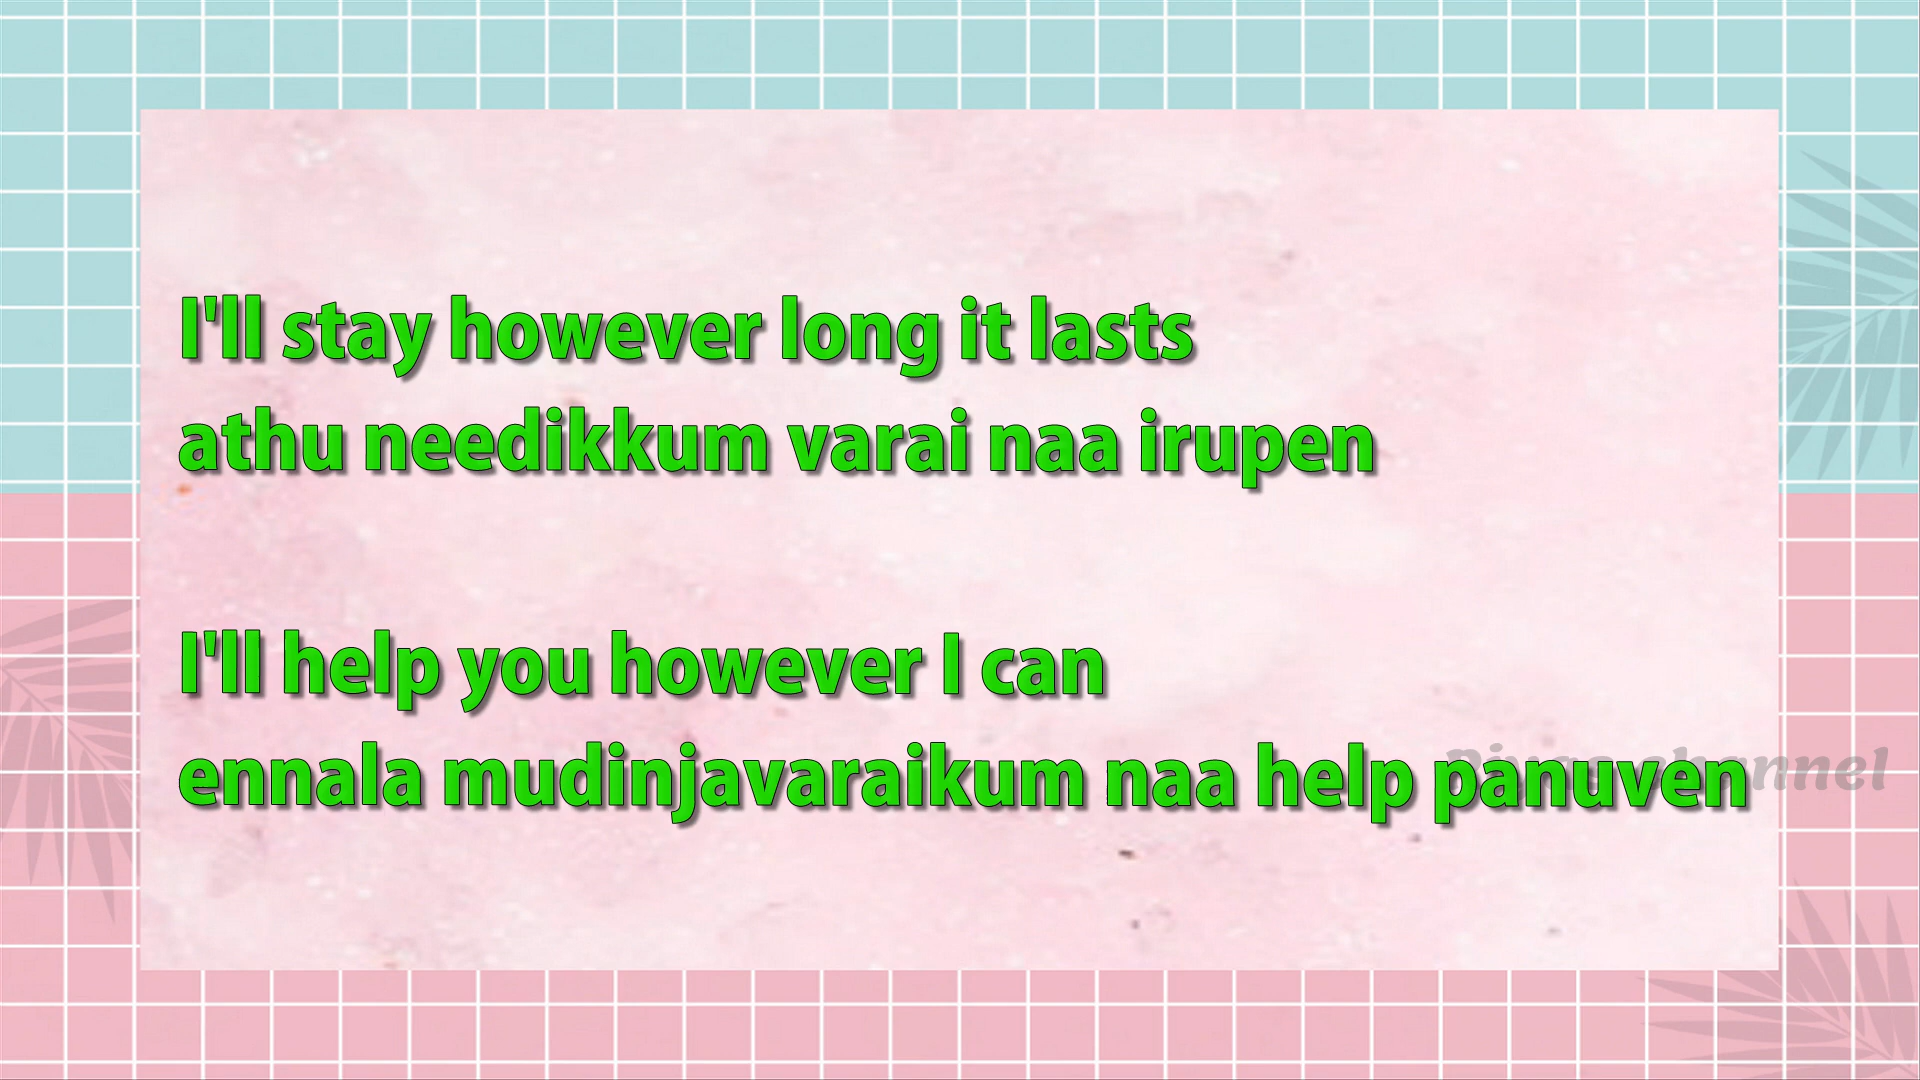 I'll stay however long it lasts
athu needikkum varai naa irupen
I'll help you however I can
ennala mudinjavaraikum naa help panuven